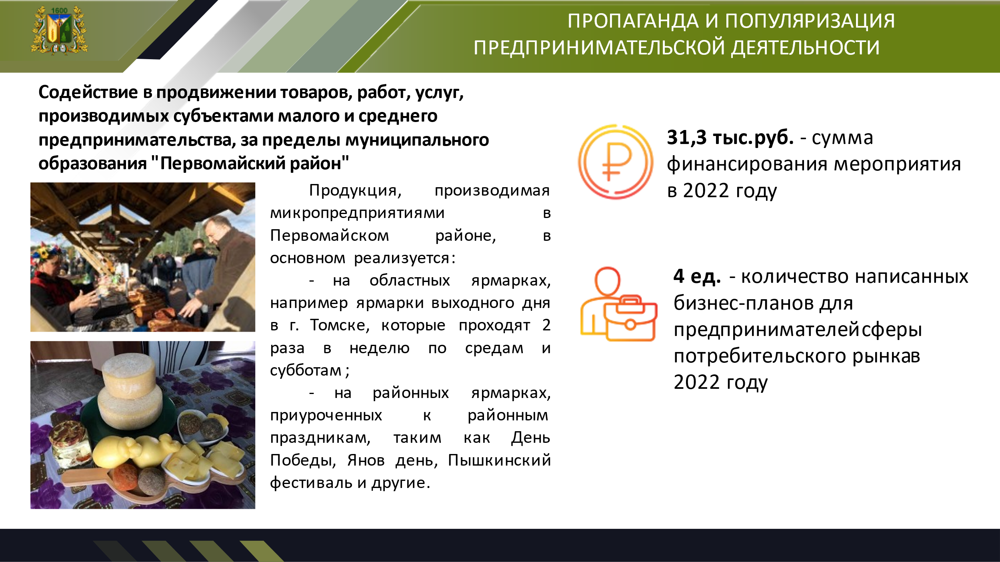 1600
ПРОПАГАНДА И ПОПУЛЯРИЗАЦИЯ
ПРЕДПРИНИМАТЕЛЬСКОЙ ДЕЯТЕЛЬНОСТИ
Содействие в продвижении товаров, работ, услуг,
производимых субъектами малого и среднего
предпринимательства, за пределы муниципального
образования "Первомайский район"
Продукция, производимая
микропредприятиями в
Первомайском районе, в
основном реализуется:
- на областных ярмарках,
например ярмарки выходного дня
в г. Томске, которые проходят 2
раза в неделю по средам и
субботам ;
- на районных ярмарках,
приуроченных к районным
праздникам, таким как День
Победы, Янов день, Пышкинский
фестиваль и другие.
31,3 тыс.руб. - сумма
финансирования мероприятия
в 2022 году
4 ед. - количество написанных
бизнес-планов для
предпринимателей сферы
потребительского рынка в
2022 году